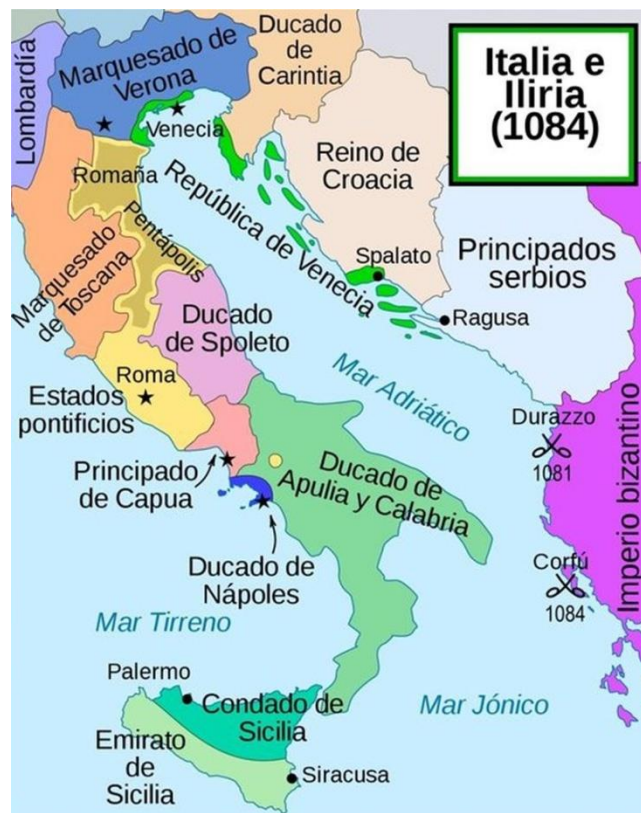 Italia e
Iliria
(1084)
Lombardía
Marquesado de
Verona
Ducado
de
Carintia
Venecia
Romaña
Pentápolis
República de Venecia
Reino de
Croacia
Marquesado
de Toscana
Spalato
Principados
serbios
Ragusa
Ducado
de Spoleto
Roma
Estados
pontificios
Mar Adriático
Durazzo
1081
Principado
de Capua
Ducado de
Apulia y Calabria
Imperio bizantino
Ducado de
Nápoles
Corfú
1084
Mar Tirreno
Palermo
Condado de
Sicilia
Mar Jónico
Emirato
de
Sicilia
Siracusa